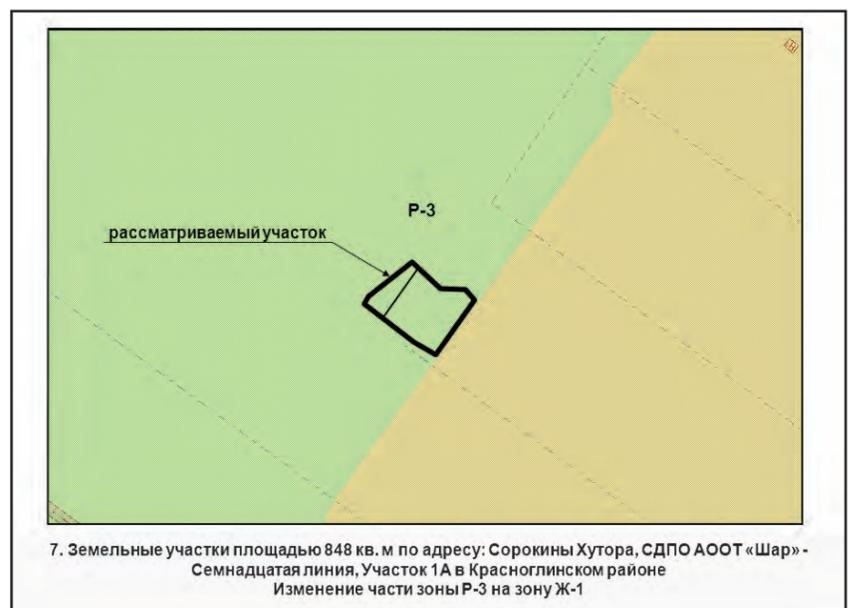 Р-3
рассматриваемый участок
7. Земельные участки площадью 848 кв. м по адресу: Сорокины Хутора, СДПО АООТ «Шар» -
Семнадцатая линия, Участок 1А в Красноглинском районе
Изменение части зоны Р-3 на зону Ж-1